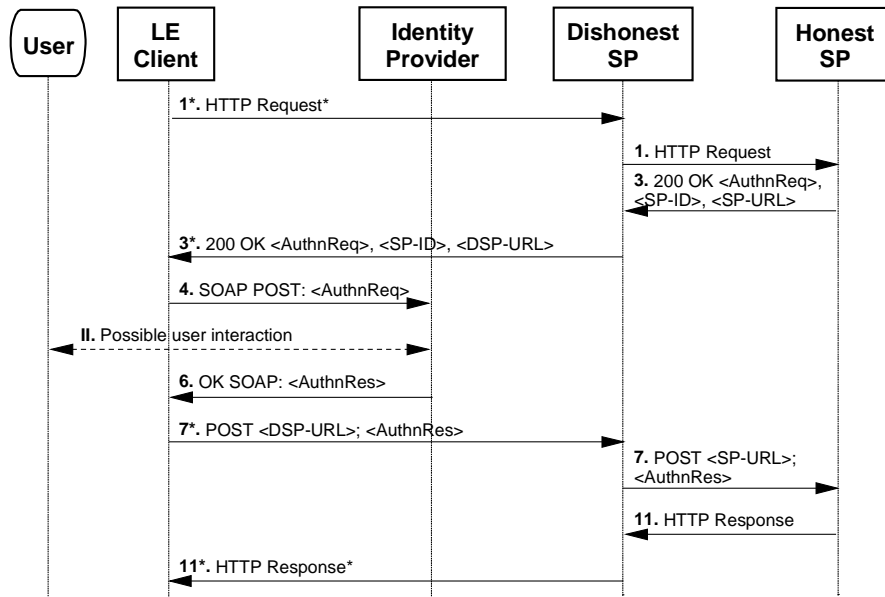 User
LE
Client
Identity
Provider
Dishonest
SP
Honest
SP
1*. HTTP Request*
1. HTTP Request
3. 200 OK <AuthnReq>,
<SP-ID>, <SP-URL>
3*. 200 OK <AuthnReq>, <SP-ID>, <DSP-URL>
4. SOAP POST: <AuthnReq>
II. Possible user interaction
6. OK SOAP: <AuthnRes>
7*. POST <DSP-URL>; <AuthnRes>
7. POST <SP-URL>;
<AuthnRes>
11. HTTP Response
11*. HTTP Response*